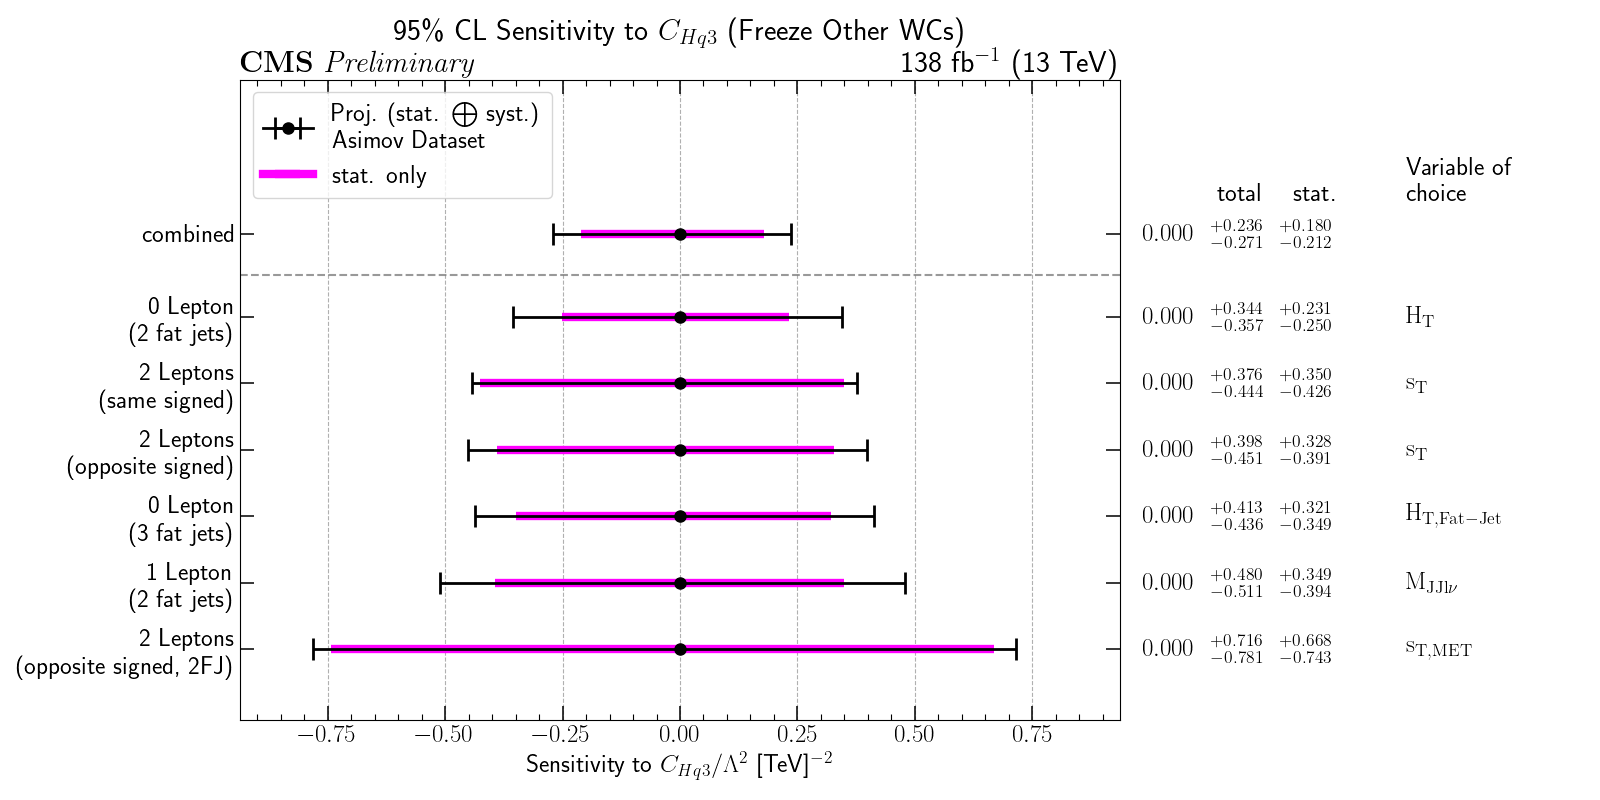 95% CL Sensitivity to C_{Hq3} (Freeze Other WCs)
CMS Preliminary
138 fb^{−1} (13 TeV)
Proj. (stat. ⨁ syst.)
Asimov Dataset
stat. only
total stat.
Variable of
choice
combined
0.000 +0.236 −0.271 +0.180 −0.212
0 Lepton
(2 fat jets)
0.000 +0.344 −0.357 +0.231 −0.250 H_T
2 Leptons
(same signed)
0.000 +0.376 −0.444 +0.350 −0.426 s_T
2 Leptons
(opposite signed)
0.000 +0.398 −0.451 +0.328 −0.391 s_T
0 Lepton
(3 fat jets)
0.000 +0.413 −0.436 +0.321 −0.349 H_{T,Fat−Jet}
1 Lepton
(2 fat jets)
0.000 +0.480 −0.511 +0.349 −0.394 M_{JJlν}
2 Leptons
(opposite signed, 2FJ)
0.000 +0.716 −0.781 +0.668 −0.743 s_{T,MET}
−0.75 −0.50 −0.25 0.00 0.25 0.50 0.75
Sensitivity to C_{Hq3}/Λ² [TeV]^{−2}